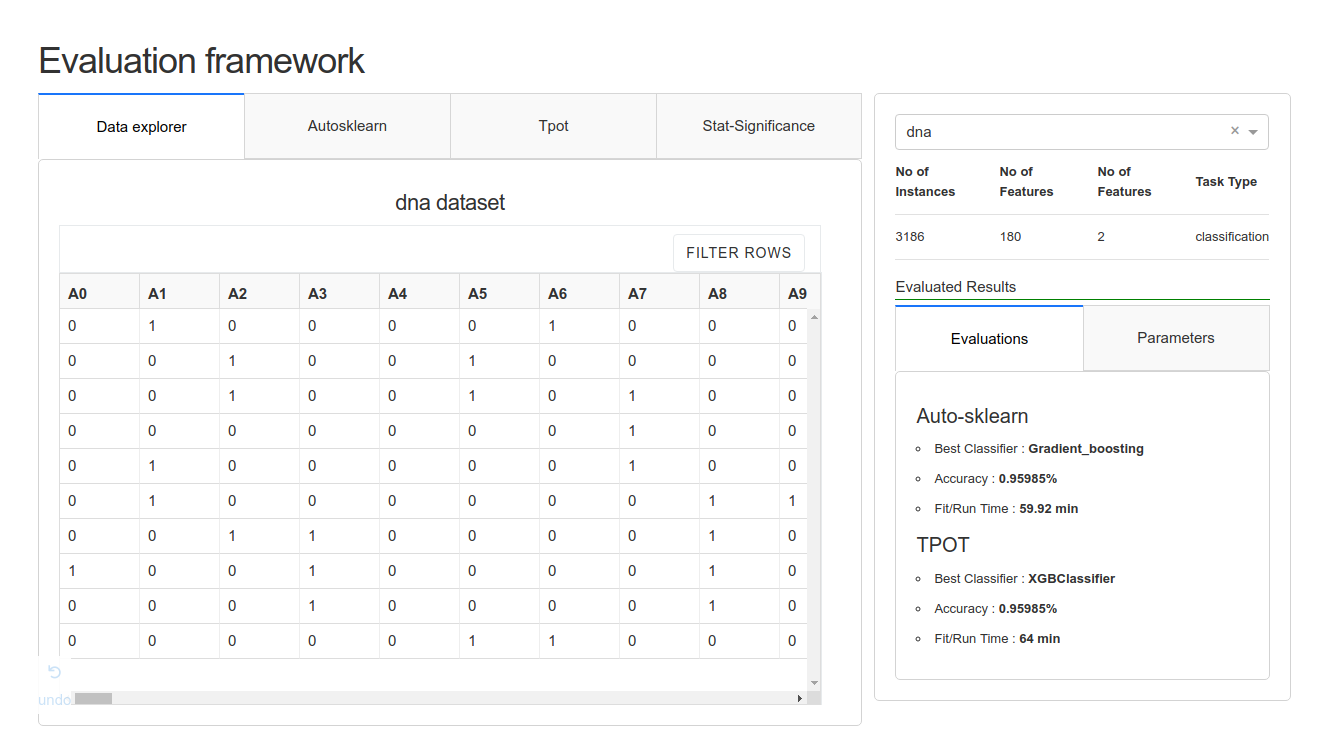 Evaluation framework
Data explorer Autosklearn Tpot Stat-Significance
dna dataset
FILTER ROWS
A0 A1 A2 A3 A4 A5 A6 A7 A8 A9
0 1 0 0 0 0 1 0 0 0
0 0 1 0 0 1 0 0 0 0
0 0 1 0 0 1 0 1 0 0
0 0 0 0 0 0 0 1 0 0
0 1 0 0 0 0 0 1 0 0
0 1 0 0 0 0 0 0 1 1
0 0 1 1 0 0 0 0 1 0
1 0 0 1 0 0 0 0 1 0
0 0 0 1 0 0 0 0 1 0
0 0 0 0 0 1 1 0 0 0
undo
dna ×
No of Instances No of Features No of Features Task Type
3186 180 2 classification
Evaluated Results
Evaluations Parameters
Auto-sklearn
Best Classifier : Gradient_boosting
Accuracy : 0.95985%
Fit/Run Time : 59.92 min
TPOT
Best Classifier : XGBClassifier
Accuracy : 0.95985%
Fit/Run Time : 64 min